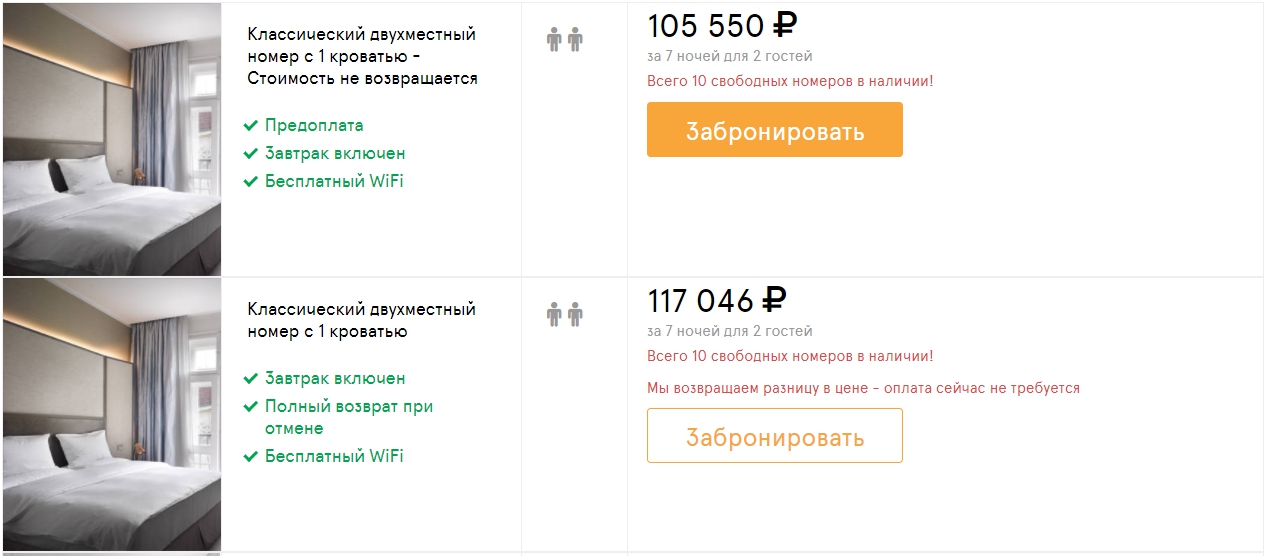 Классический двухместный
номер с 1 кроватью -
Стоимость не возвращается
Предоплата
Завтрак включен
Бесплатный WiFi
105 550 ₽
за 7 ночей для 2 гостей
Всего 10 свободных номеров в наличии!
Забронировать
Классический двухместный
номер с 1 кроватью
Завтрак включен
Полный возврат при
отмене
Бесплатный WiFi
117 046 ₽
за 7 ночей для 2 гостей
Всего 10 свободных номеров в наличии!
Мы возвращаем разницу в цене - оплата сейчас не требуется
Забронировать